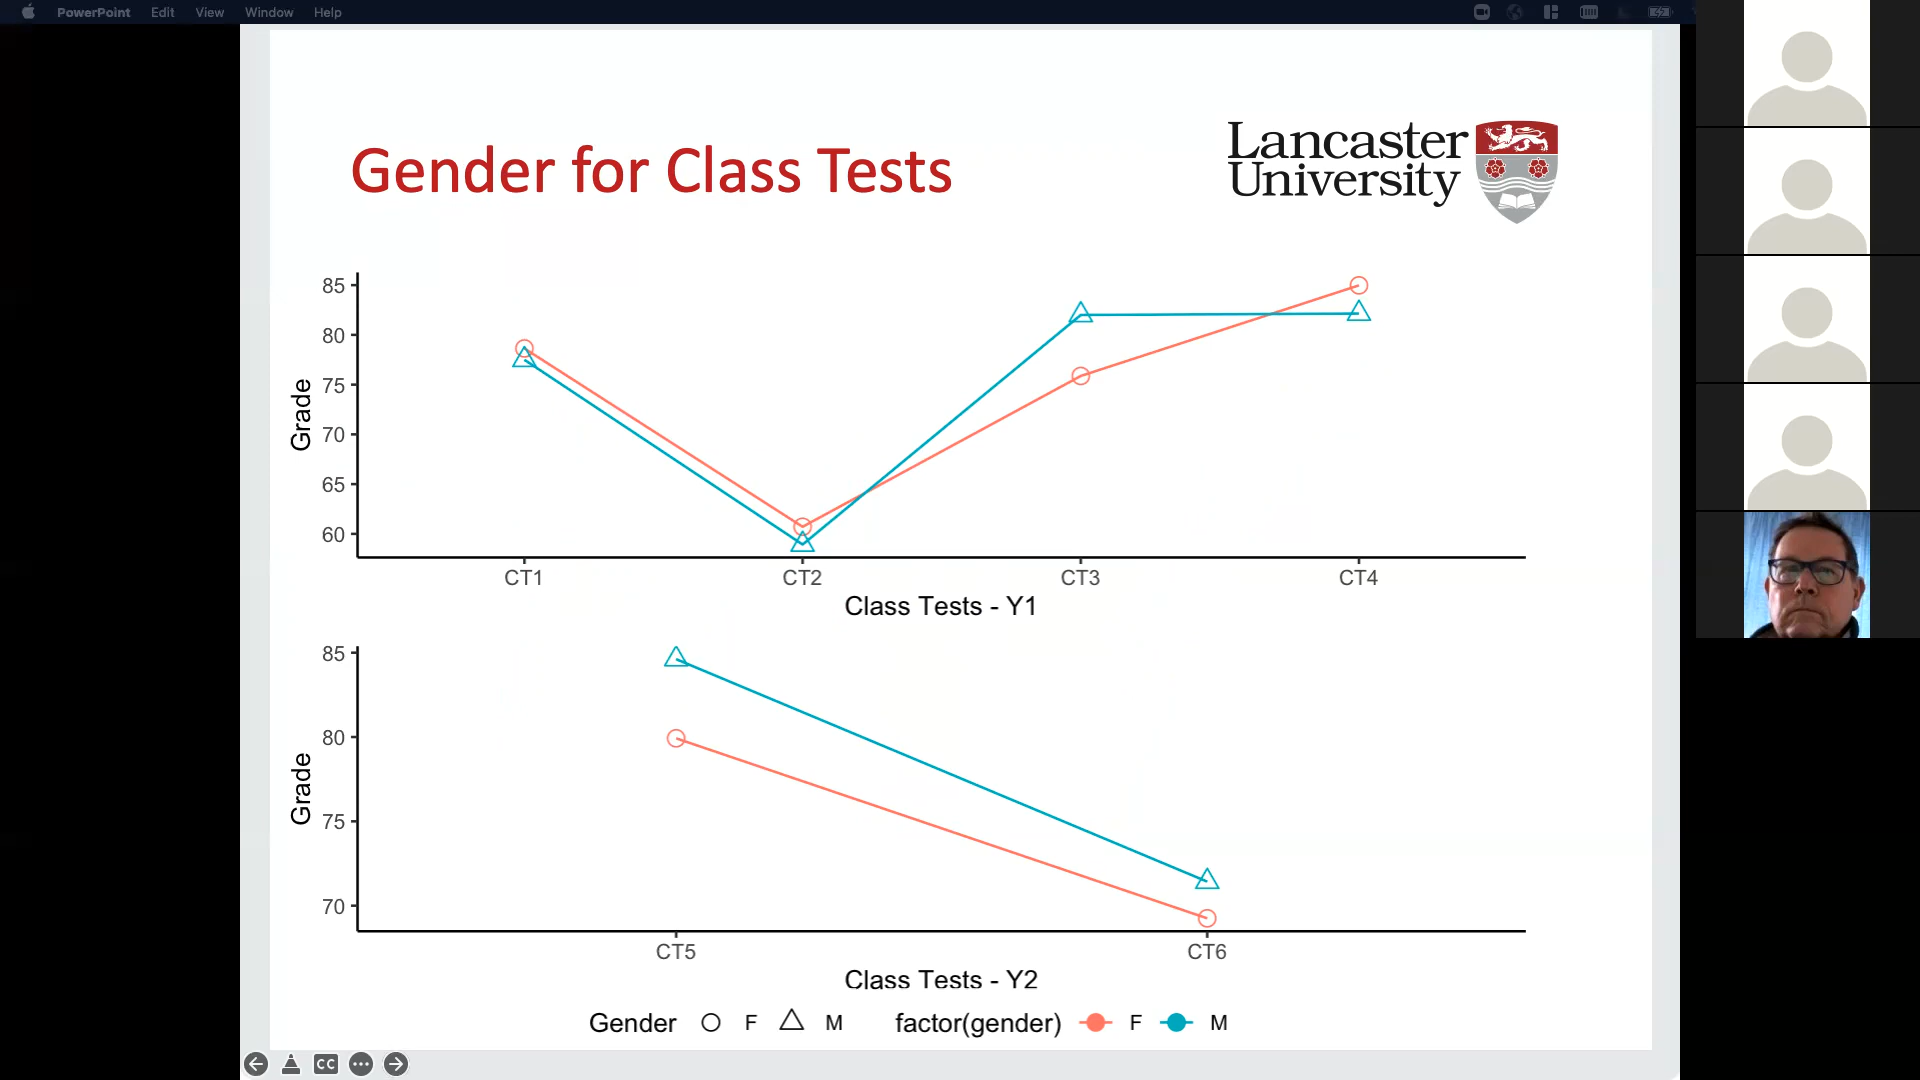 PowerPoint Edit View Window Help
Gender for Class Tests
Lancaster
University
85
80
75
70
65
60
Grade
CT1 CT2 CT3 CT4
Class Tests - Y1
85
80
75
70
Grade
CT5 CT6
Class Tests - Y2
Gender F M factor(gender) F M
CC